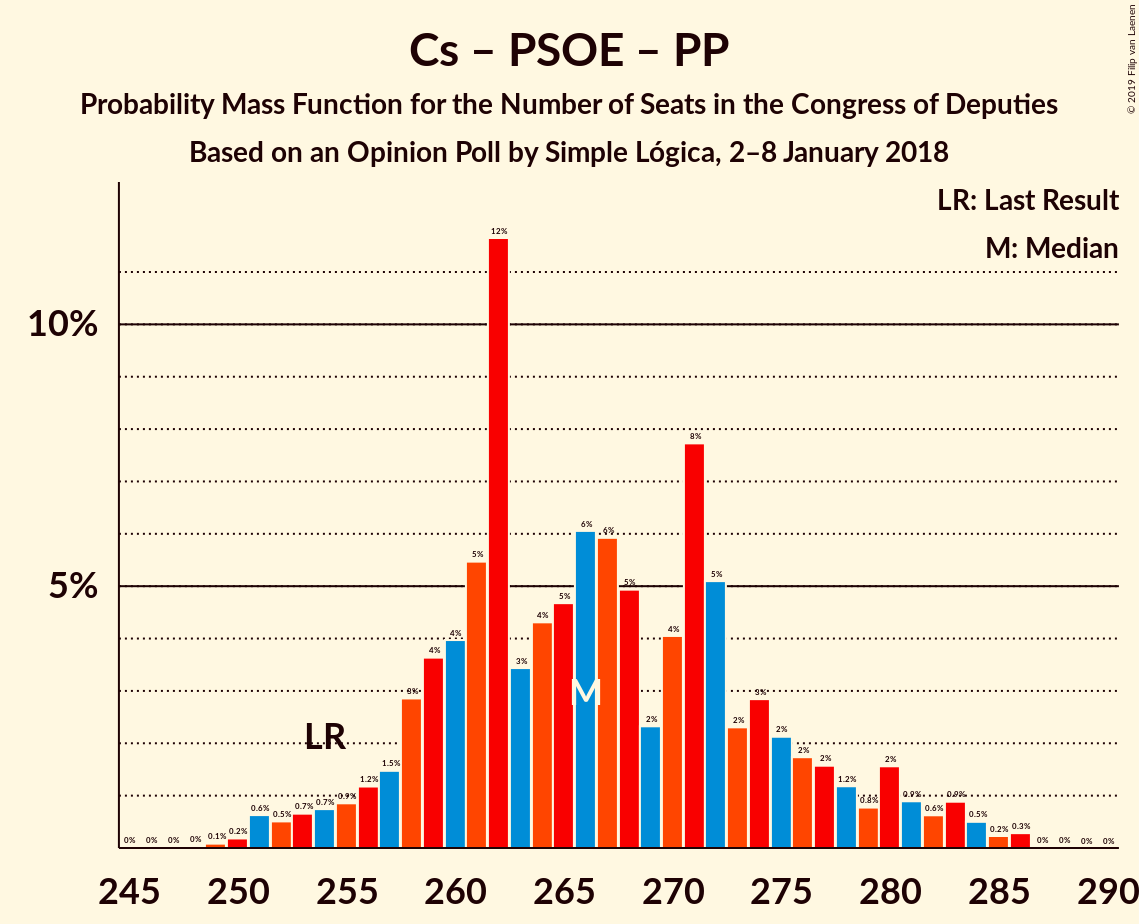 Cs – PSOE – PP
Probability Mass Function for the Number of Seats in the Congress of Deputies
Based on an Opinion Poll by Simple Lógica, 2–8 January 2018
© 2019 Filip van Laenen
LR: Last Result
M: Median
10%
5%
0% 0% 0% 0% 0.1% 0.2% 0.6% 0.5% 0.7% 0.7% 0.9% 1.2% 1.5% 3% 4% 4% 5% 12% 3% 4% 5% 6% 6% 5% 2% 4% 8% 5% 2% 3% 2% 2% 2% 1.2% 0.8% 2% 0.9% 0.6% 0.9% 0.5% 0.2% 0.3% 0% 0% 0% 0%
LR
M
245 250 255 260 265 270 275 280 285 290